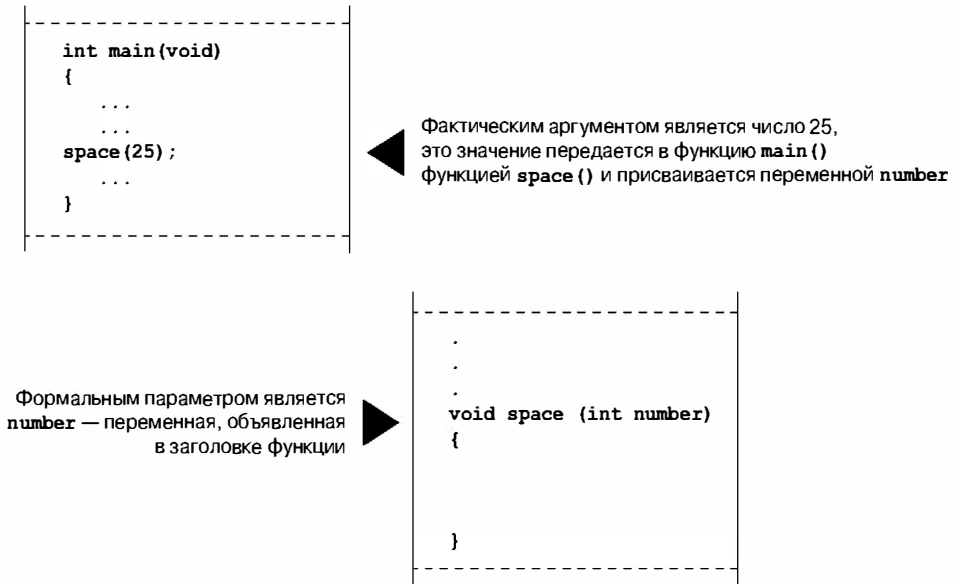 int main(void)
{
...
...
space(25);
...
}
Фактическим аргументом является число 25,
это значение передается в функцию main()
функцией space() и присваивается переменной number
Формальным параметром является
number — переменная, объявленная
в заголовке функции
.
.
.
void space (int number)
{
}